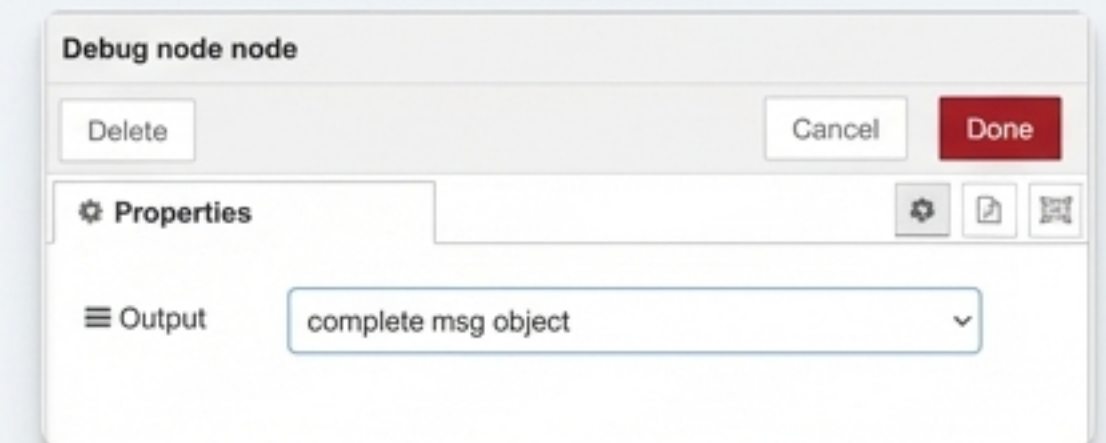 Debug node node
Delete Cancel Done
Properties
Output complete msg object